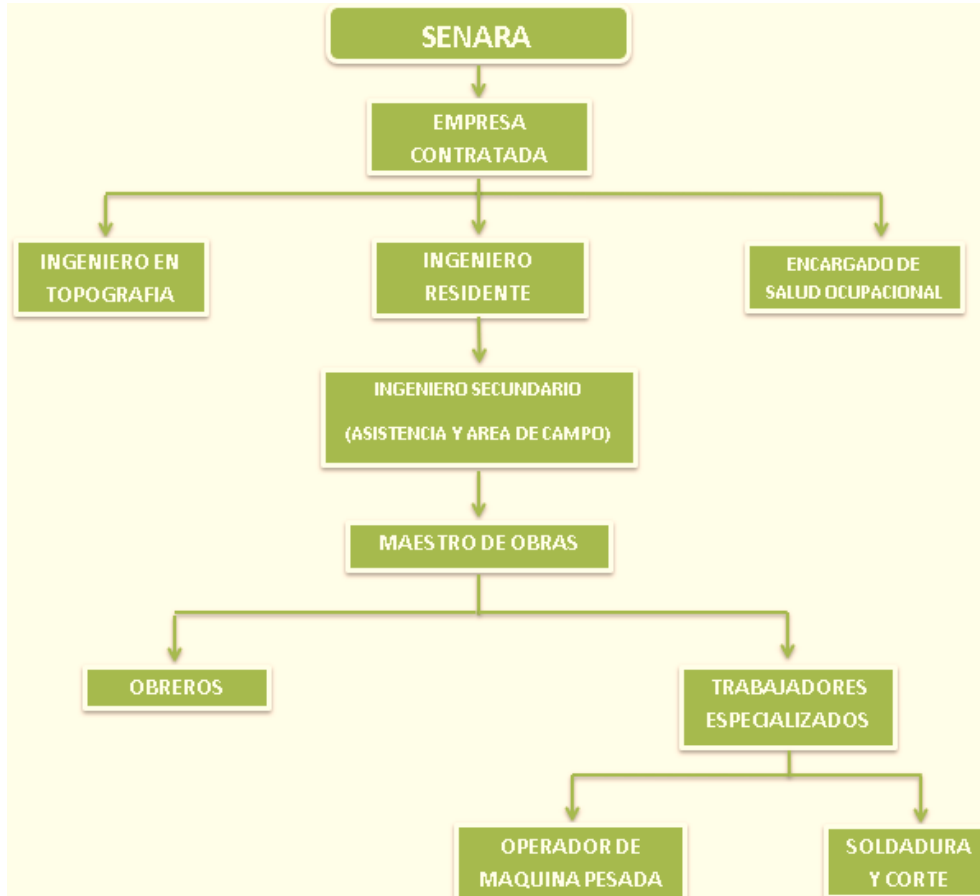 SENARA
EMPRESA
CONTRATADA
INGENIERO EN
TOPOGRAFIA
INGENIERO
RESIDENTE
ENCARGADO DE
SALUD OCUPACIONAL
INGENIERO SECUNDARIO
(ASISTENCIA Y AREA DE CAMPO)
MAESTRO DE OBRAS
OBREROS
TRABAJADORES
ESPECIALIZADOS
OPERADOR DE
MAQUINA PESADA
SOLDADURA
Y CORTE